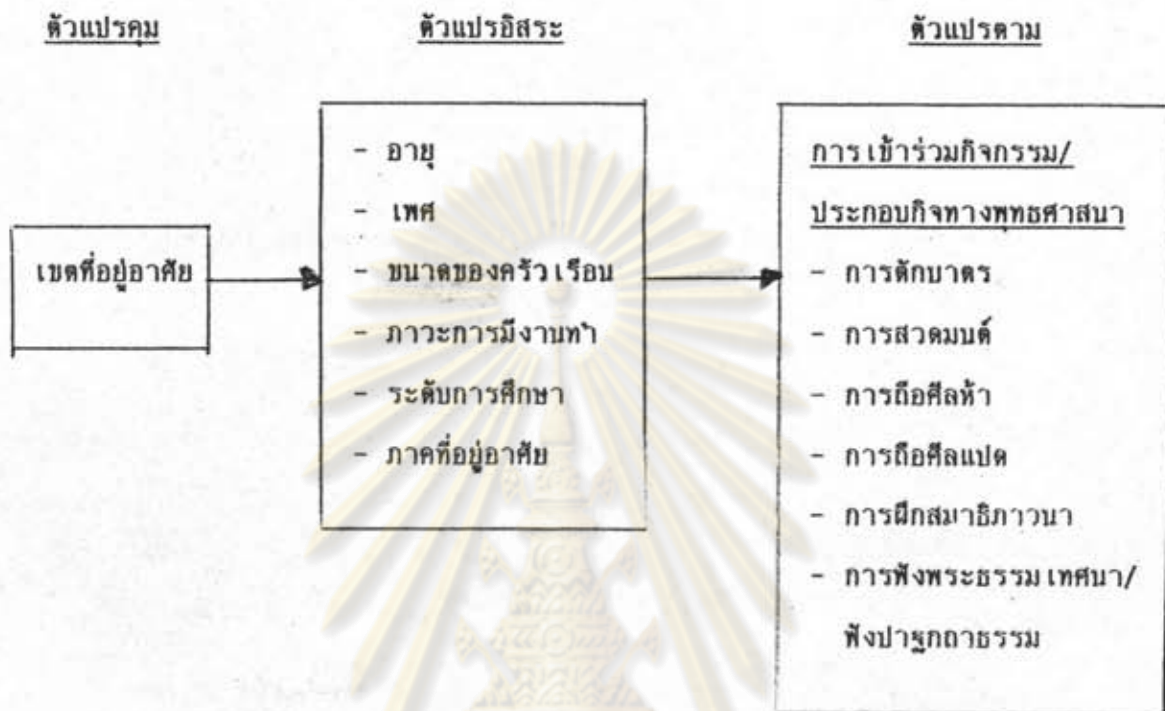 ตัวแปรคุม
ตัวแปรอิสระ
ตัวแปรตาม
เขตที่อยู่อาศัย
- อายุ
- เพศ
- ขนาดของครัวเรือน
- ภาวะการมีงานทำ
- ระดับการศึกษา
- ภาคที่อยู่อาศัย
การเข้าร่วมกิจกรรม/
ประกอบกิจทางพุทธศาสนา
- การตักบาตร
- การสวดมนต์
- การถือศีลห้า
- การถือศีลแปด
- การฝึกสมาธิภาวนา
- การฟังพระธรรมเทศนา/
ฟังปาฐกถาธรรม